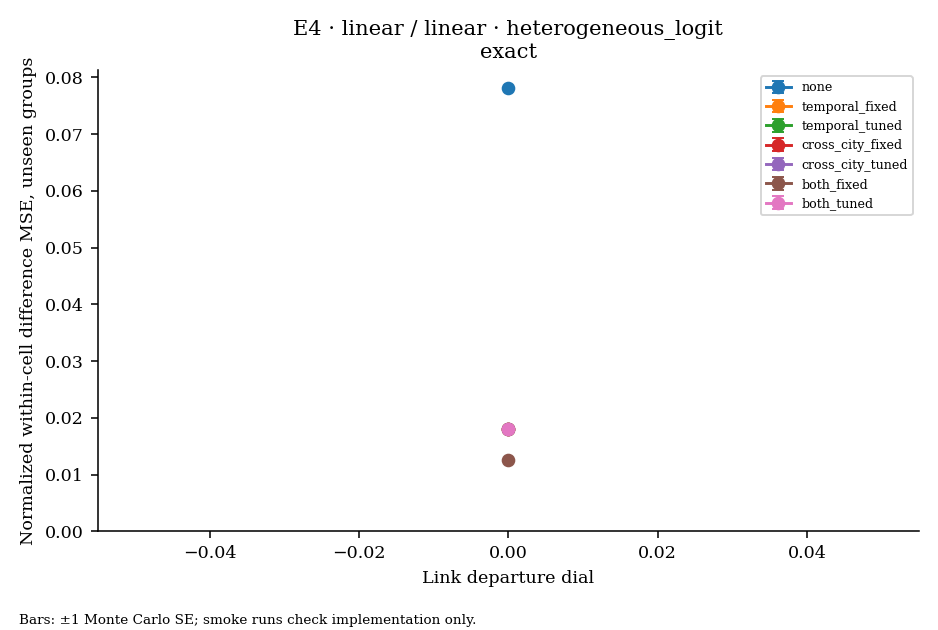 E4 · linear / linear · heterogeneous_logit
exact
Normalized within-cell difference MSE, unseen groups
0.08
0.07
0.06
0.05
0.04
0.03
0.02
0.01
0.00
none
temporal_fixed
temporal_tuned
cross_city_fixed
cross_city_tuned
both_fixed
both_tuned
−0.04
−0.02
0.00
0.02
0.04
Link departure dial
Bars: ±1 Monte Carlo SE; smoke runs check implementation only.